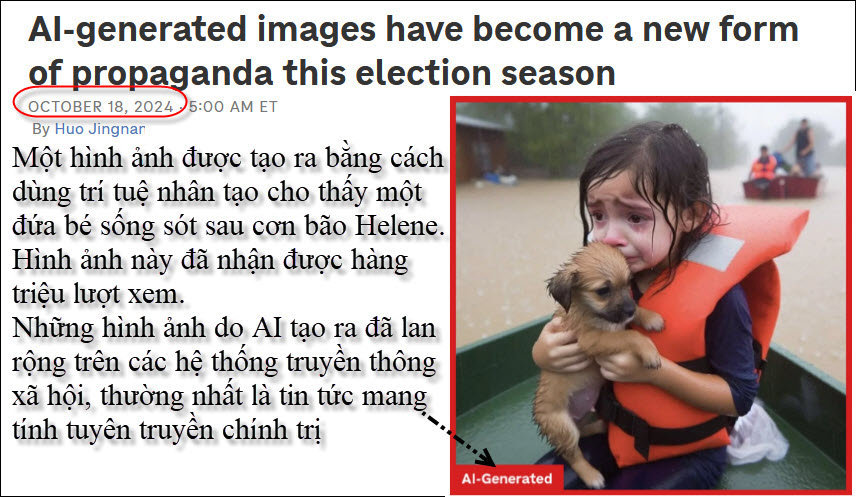 AI-generated images have become a new form
of propaganda this election season
OCTOBER 18, 2024 · 5:00 AM ET
By Huo Jingnan
Một hình ảnh được tạo ra bằng cách
dùng trí tuệ nhân tạo cho thấy một
đứa bé sống sót sau cơn bão Helene.
Hình ảnh này đã nhận được hàng
triệu lượt xem.
Những hình ảnh do AI tạo ra đã lan
rộng trên các hệ thống truyền thông
xã hội, thường nhất là tin tức mang
tính tuyên truyền chính trị
AI-Generated